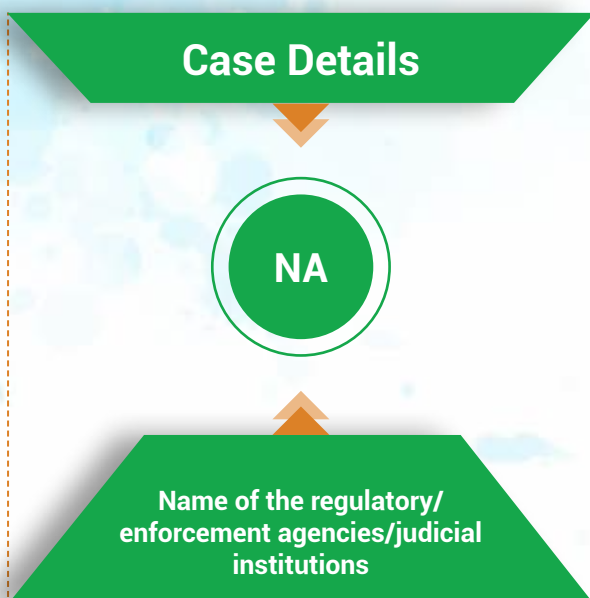 Case Details
NA
Name of the regulatory/
enforcement agencies/judicial
institutions